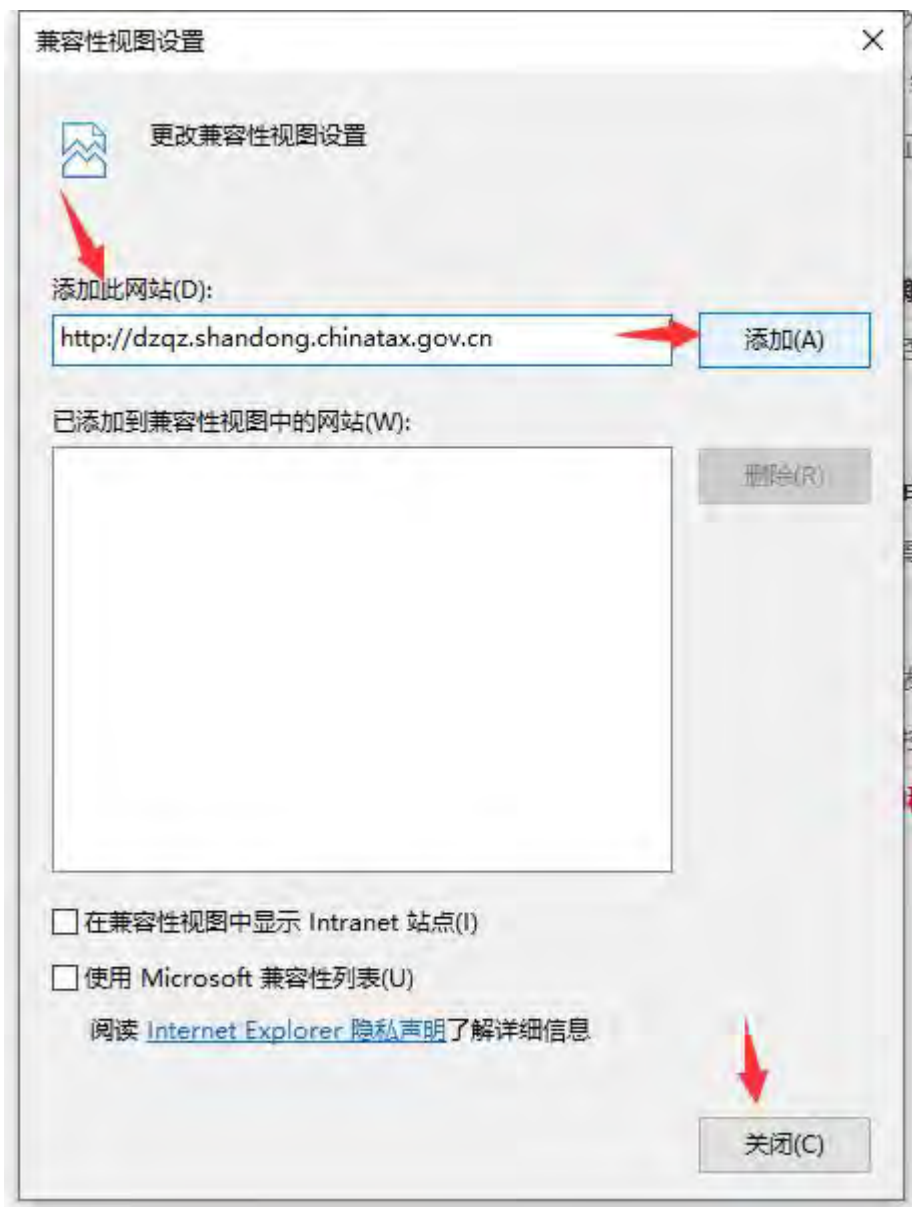 兼容性视图设置
更改兼容性视图设置
添加此网站(D):
http://dzqz.shandong.chinatax.gov.cn
添加(A)
已添加到兼容性视图中的网站(W):
删除(R)
在兼容性视图中显示 Intranet 站点(I)
使用 Microsoft 兼容性列表(U)
阅读 Internet Explorer 隐私声明了解详细信息
关闭(C)